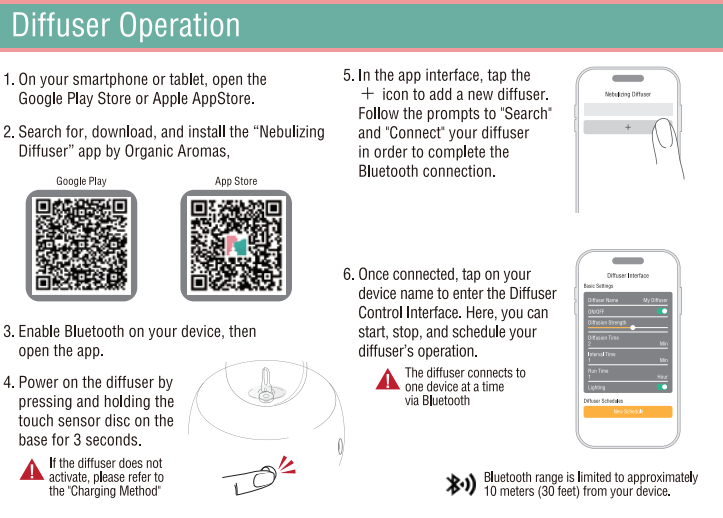 Diffuser Operation
1. On your smartphone or tablet, open the
Google Play Store or Apple AppStore.
2. Search for, download, and install the “Nebulizing
Diffuser” app by Organic Aromas,
Google Play
App Store
3. Enable Bluetooth on your device, then
open the app.
4. Power on the diffuser by
pressing and holding the
touch sensor disc on the
base for 3 seconds.
If the diffuser does not
activate, please refer to
the "Charging Method"
5. In the app interface, tap the
+ icon to add a new diffuser.
Follow the prompts to "Search"
and "Connect" your diffuser
in order to complete the
Bluetooth connection.
Nebulizing Diffuser
+
6. Once connected, tap on your
device name to enter the Diffuser
Control Interface. Here, you can
start, stop, and schedule your
diffuser’s operation.
The diffuser connects to
one device at a time
via Bluetooth
Diffuser Interface
Basic Settings
Diffuser Name My Diffuser
ON/OFF
Diffusion Strength
Diffusion Time
2 Min
Interval Time
1 Min
Run Time
1 Hour
Lighting
Diffuser Schedules
New Schedule
Bluetooth range is limited to approximately
10 meters (30 feet) from your device.